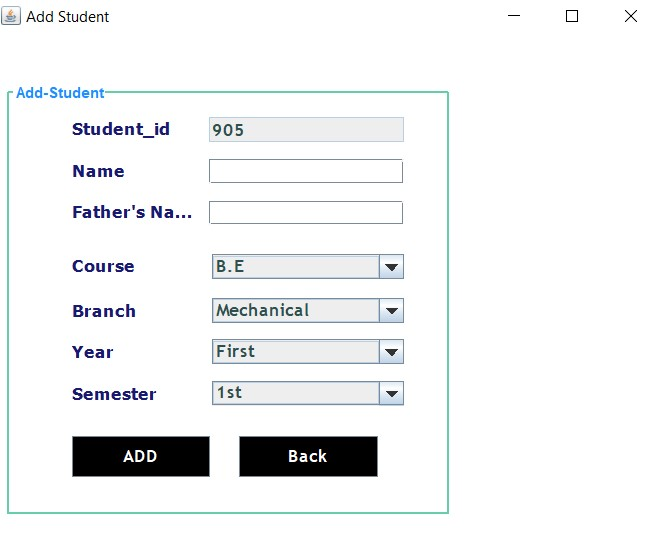 Add Student
Add-Student
Student_id 905
Name
Father's Na...
Course B.E
Branch Mechanical
Year First
Semester 1st
ADD Back